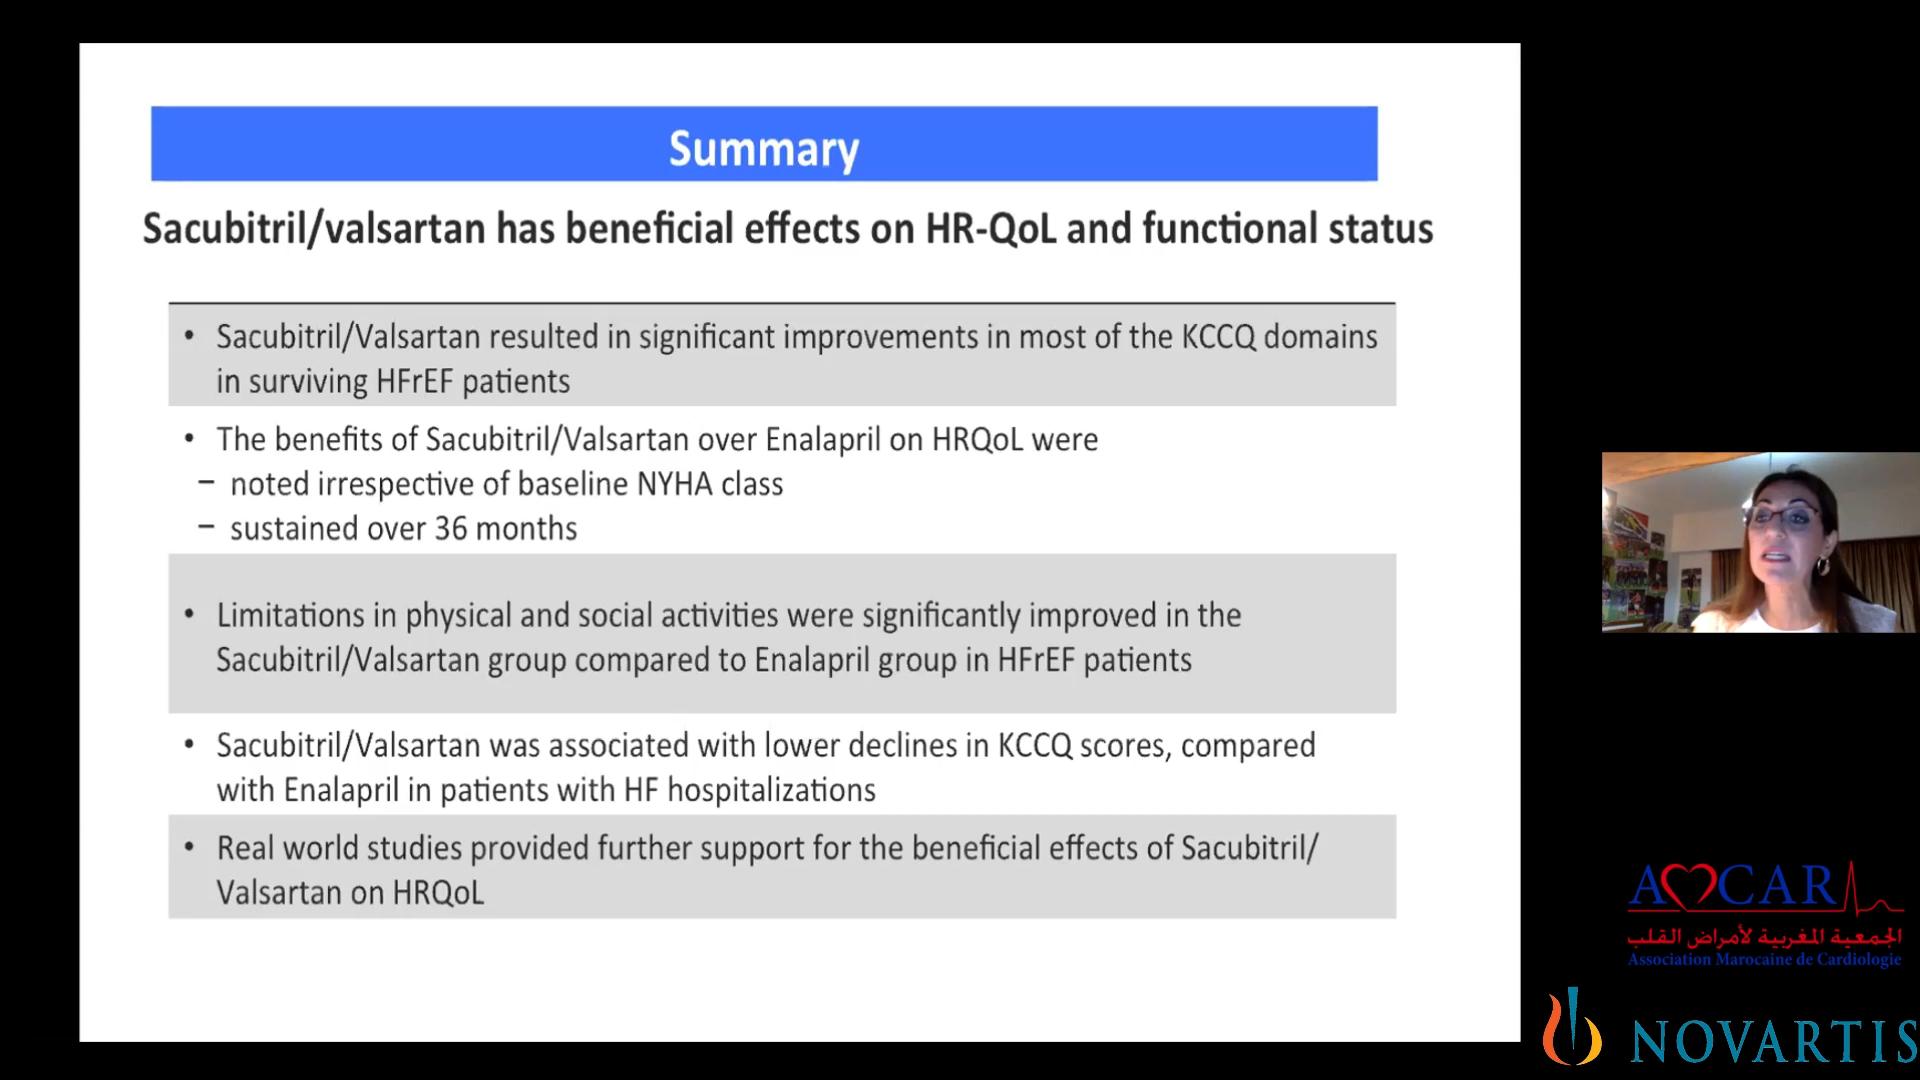 Summary
Sacubitril/valsartan has beneficial effects on HR-QoL and functional status
• Sacubitril/Valsartan resulted in significant improvements in most of the KCCQ domains
in surviving HFrEF patients
• The benefits of Sacubitril/Valsartan over Enalapril on HRQoL were
– noted irrespective of baseline NYHA class
– sustained over 36 months
• Limitations in physical and social activities were significantly improved in the
Sacubitril/Valsartan group compared to Enalapril group in HFrEF patients
• Sacubitril/Valsartan was associated with lower declines in KCCQ scores, compared
with Enalapril in patients with HF hospitalizations
• Real world studies provided further support for the beneficial effects of Sacubitril/
Valsartan on HRQoL
AMCAR
الجمعية المغربية لأمراض القلب
Association Marocaine de Cardiologie
NOVARTIS